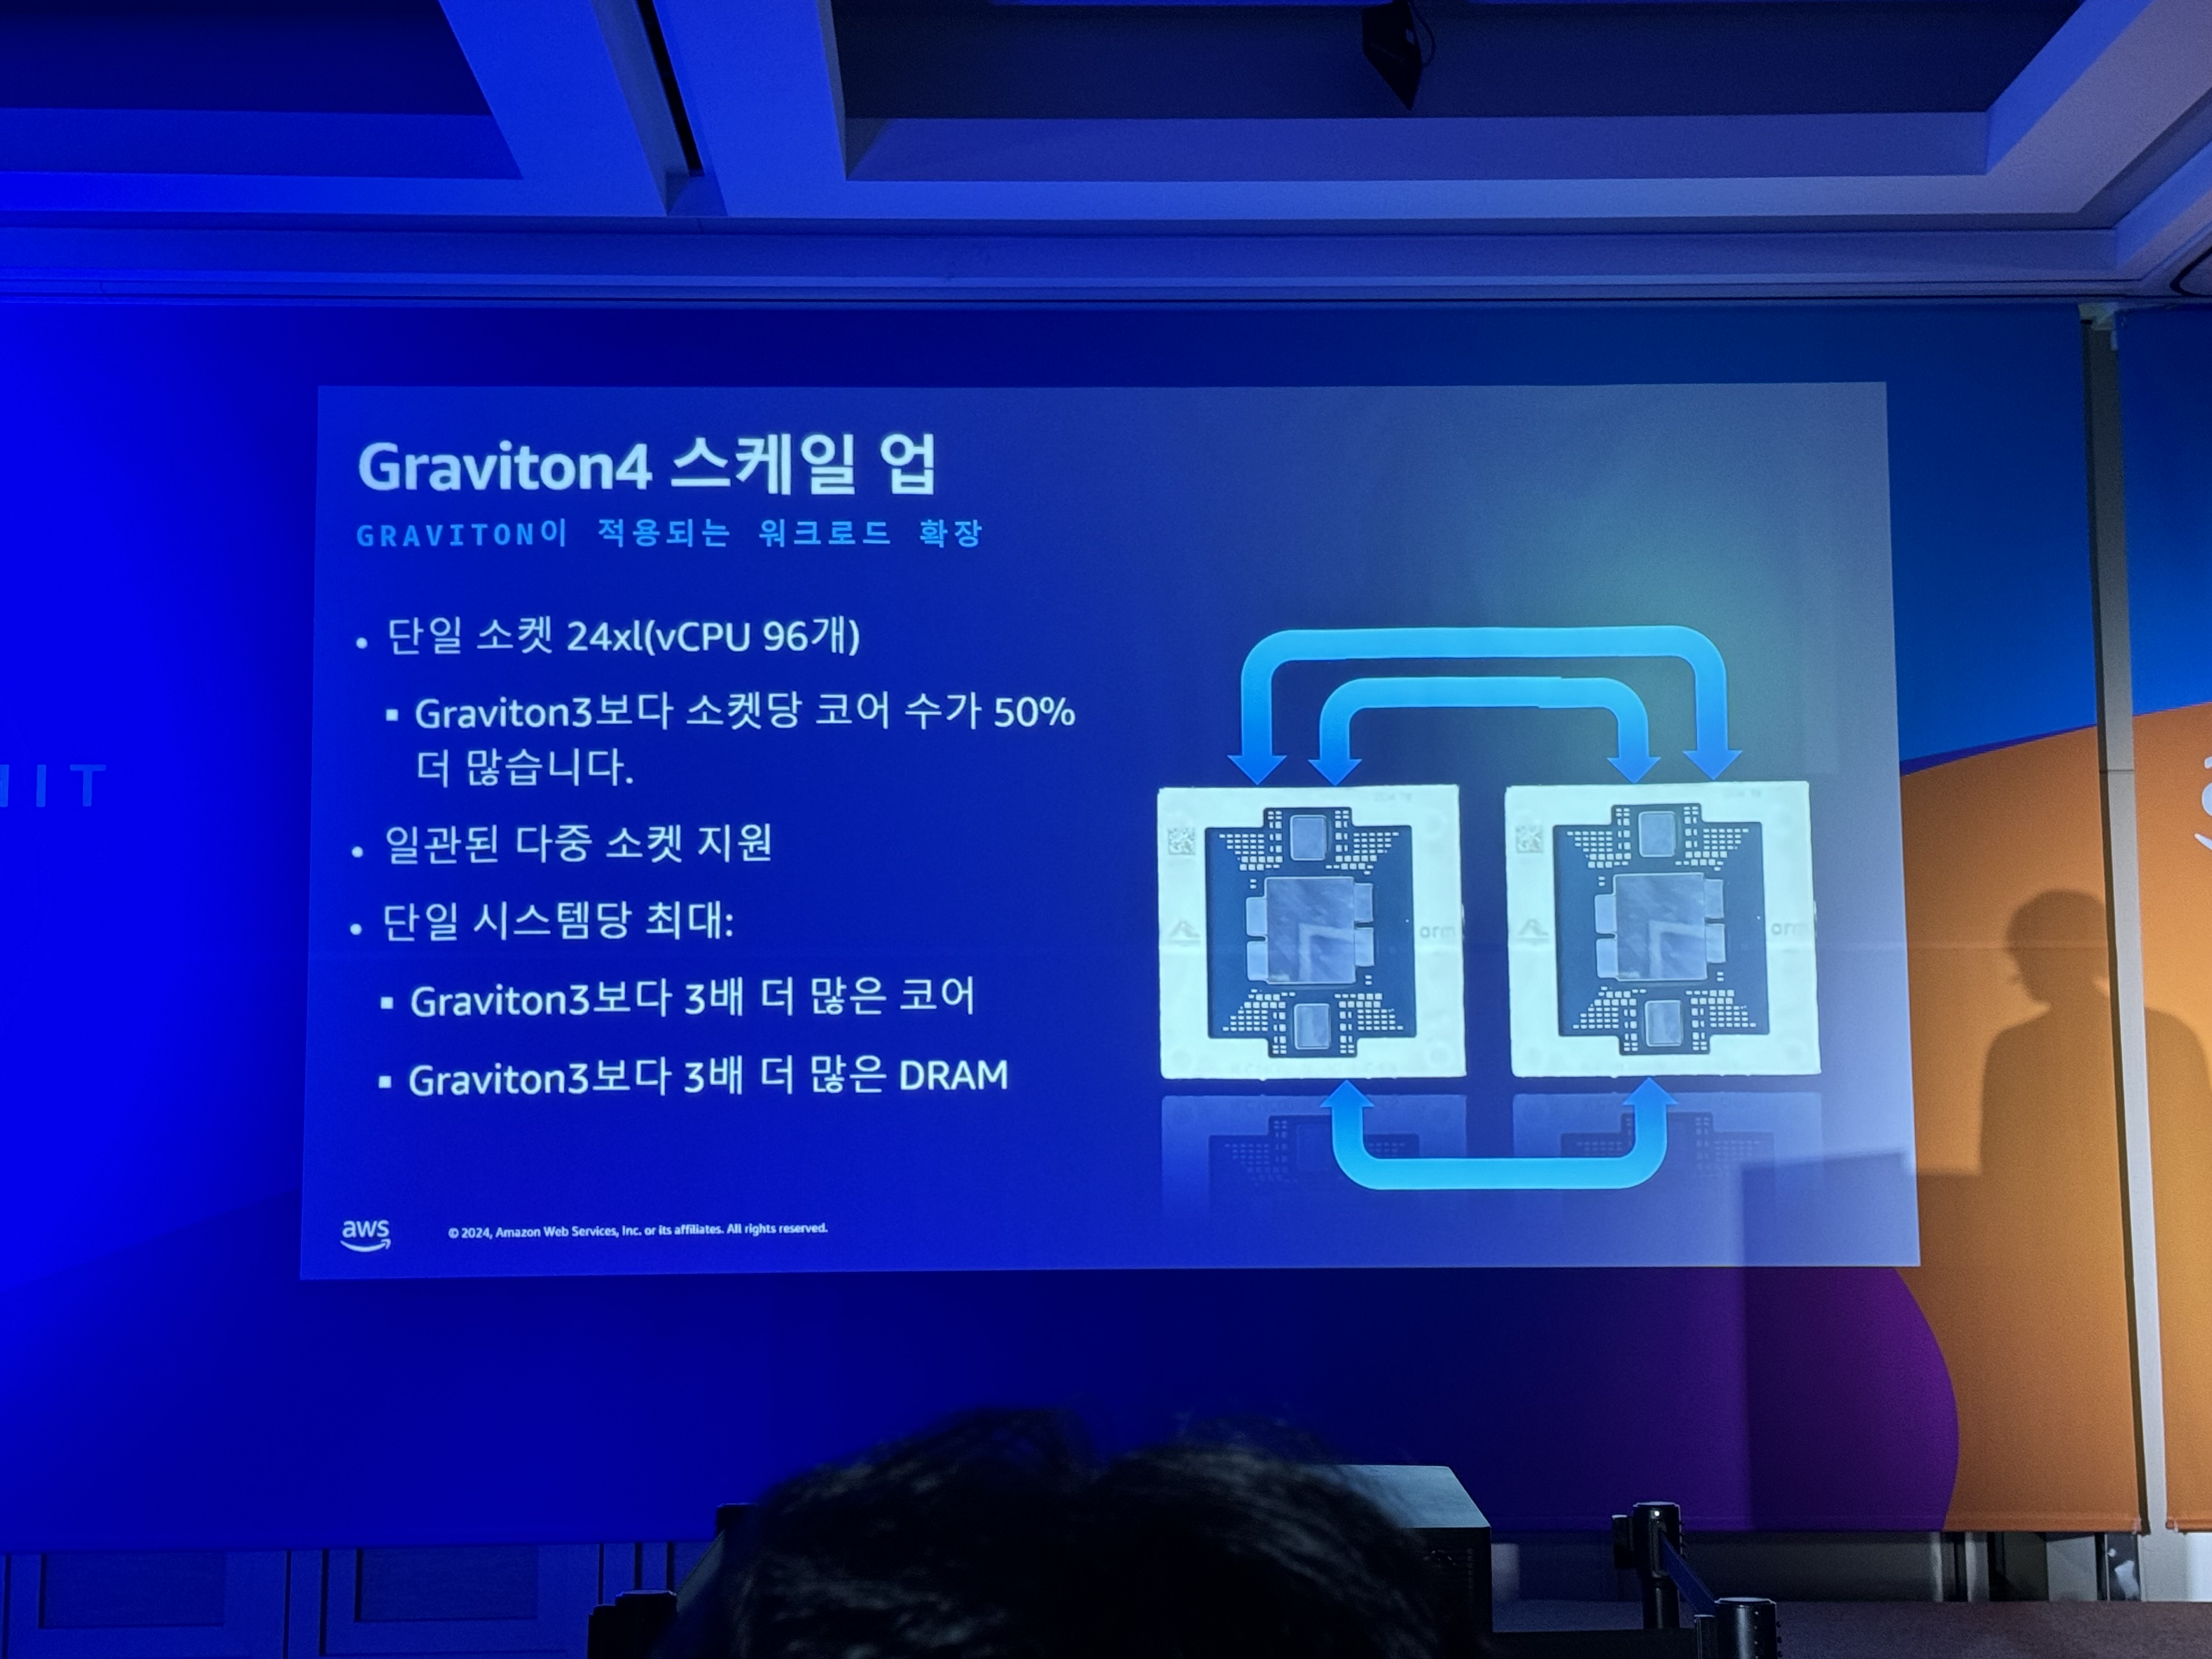 Graviton4 스케일 업
GRAVITON이 적용되는 워크로드 확장
• 단일 소켓 24xl(vCPU 96개)
▪ Graviton3보다 소켓당 코어 수가 50%
더 많습니다.
• 일관된 다중 소켓 지원
• 단일 시스템당 최대:
▪ Graviton3보다 3배 더 많은 코어
▪ Graviton3보다 3배 더 많은 DRAM
arm
arm
aws
© 2024, Amazon Web Services, Inc. or its affiliates. All rights reserved.